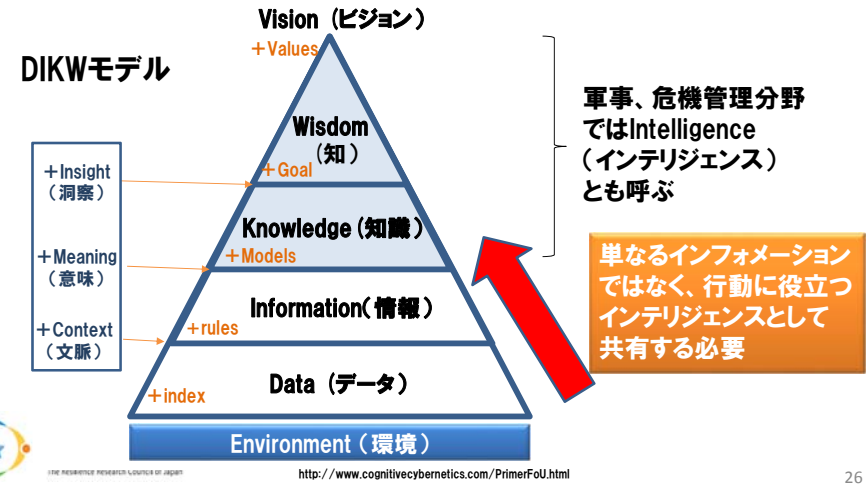 Vision (ビジョン)
+Values
DIKWモデル
Wisdom
(知)
+Goal
+Insight
(洞察)
Knowledge(知識)
+Models
+Meaning
(意味)
Information(情報)
+rules
+Context
(文脈)
Data (データ)
+index
Environment(環境)
軍事、危機管理分野
ではIntelligence
(インテリジェンス)
とも呼ぶ
単なるインフォメーション
ではなく、行動に役立つ
インテリジェンスとして
共有する必要
The Resilience Research Council of Japan
http://www.cognitivecybernetics.com/PrimerFoU.html
26